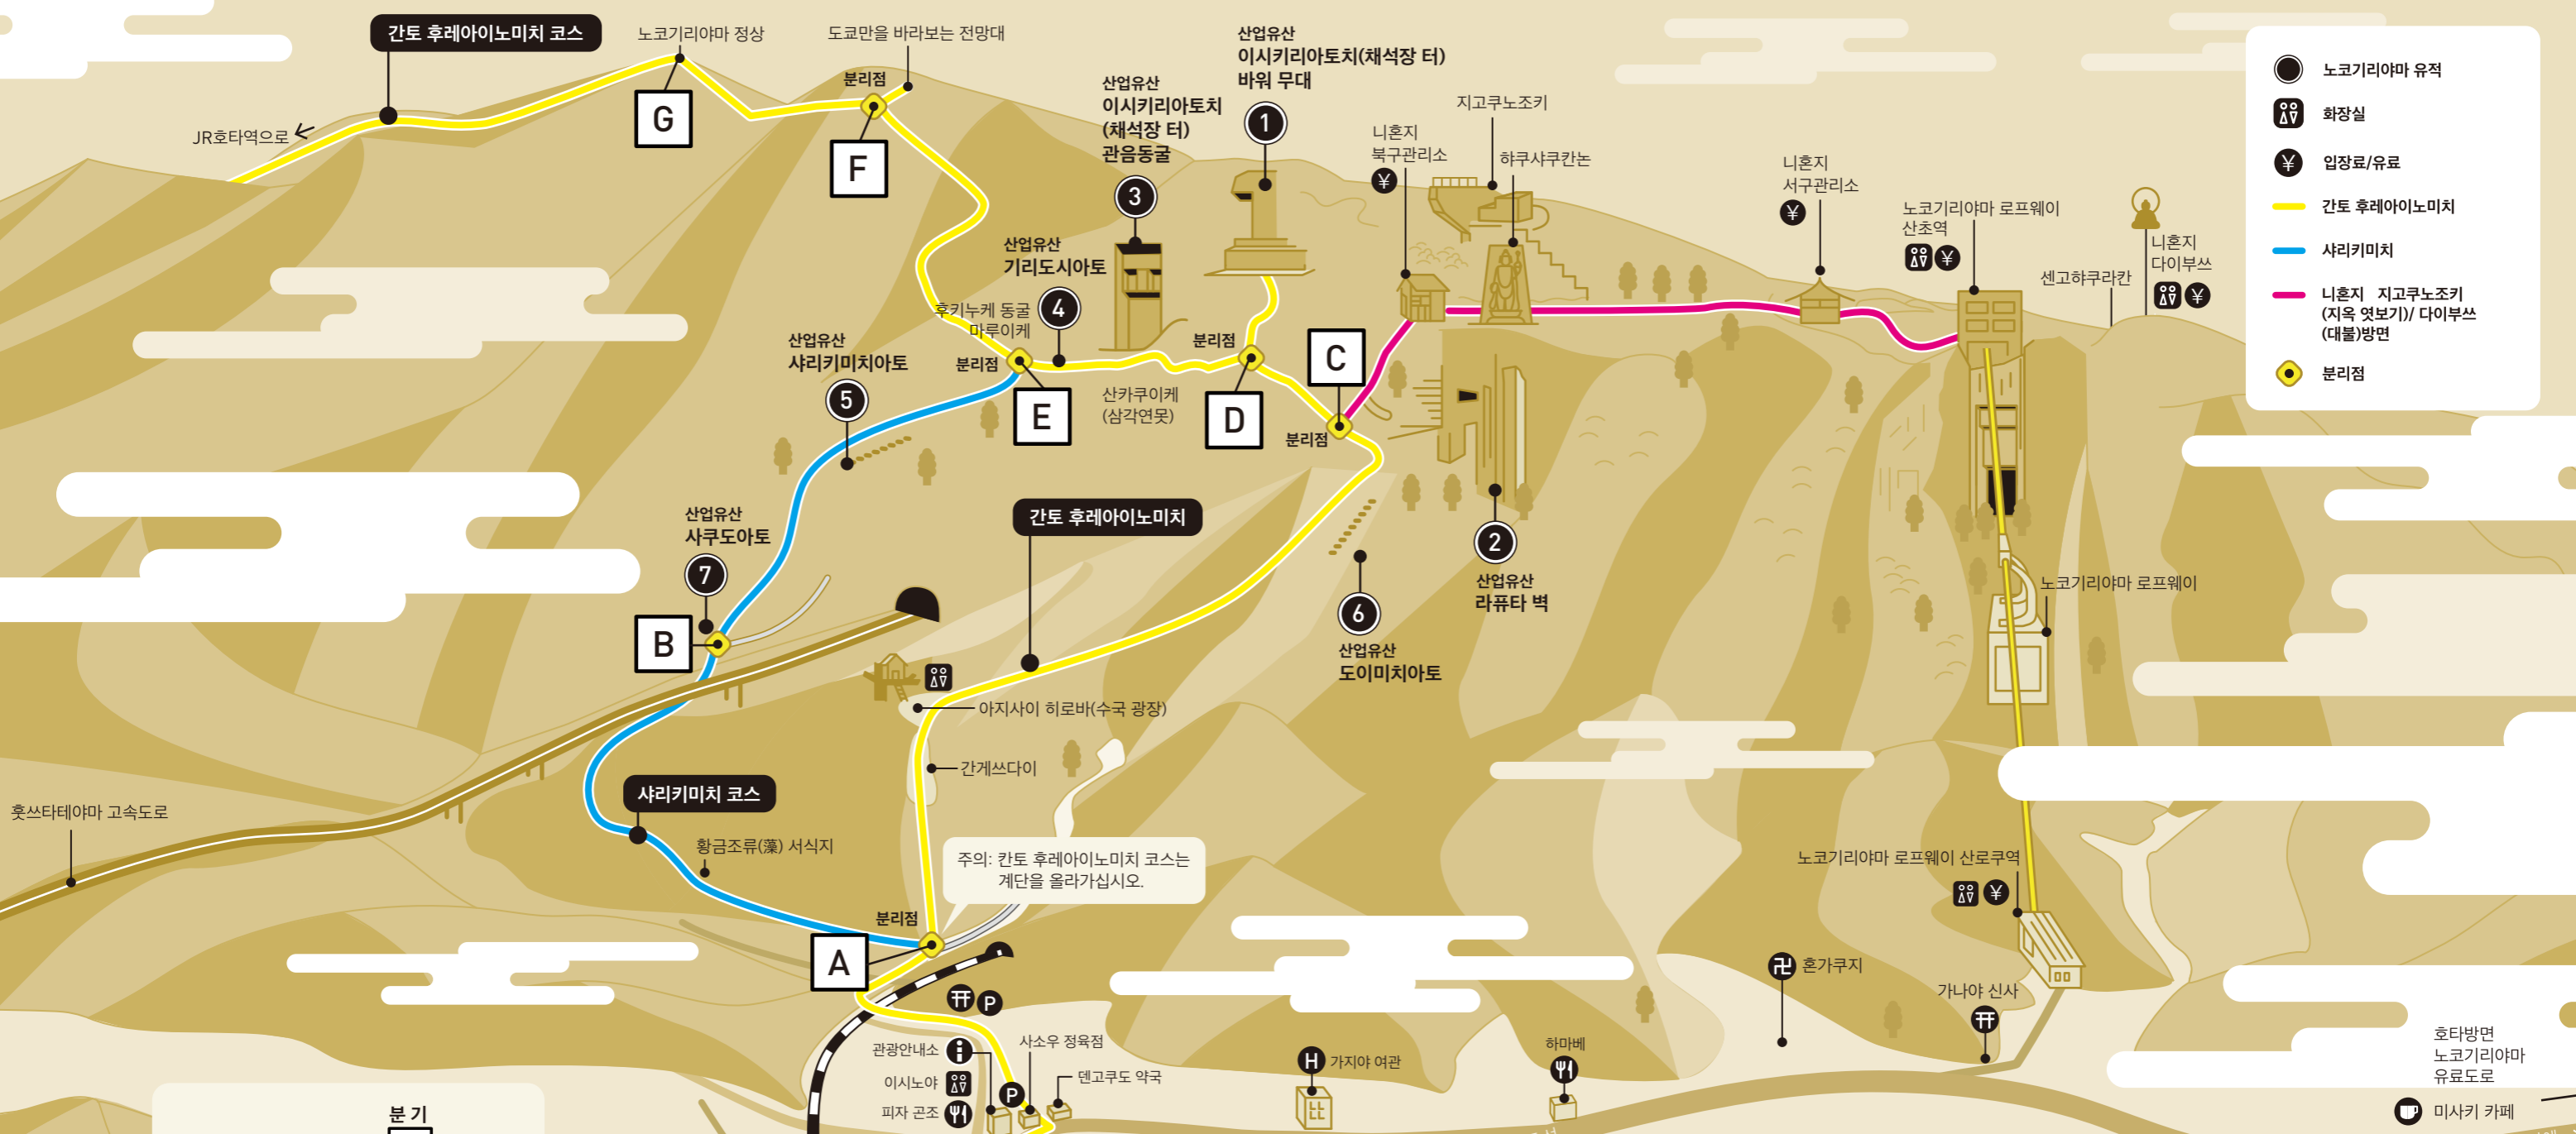 간토 후레아이노미치 코스
노코기리야마 정상
도쿄만을 바라보는 전망대
산업유산
이시키리아토치(채석장 터)
바위 무대
1
분리점
G
F
JR호타역으로
산업유산
이시키리아토치
(채석장 터)
관음동굴
3
지고쿠노조키
니혼지
북구관리소
¥
햐쿠샤쿠칸논
니혼지
서구관리소
¥
노코기리야마 로프웨이
산초역
¥
니혼지
다이부쓰
¥
센고햐쿠라칸
노코기리야마 유적
화장실
¥
입장료/유료
간토 후레아이노미치
샤리키미치
니혼지 지고쿠노조키
(지옥 엿보기)/ 다이부쓰
(대불)방면
분리점
산업유산
기리도시아토
4
후키누케 동굴
마루이케
분리점
E
산카쿠이케
(삼각연못)
분리점
D
C
분리점
산업유산
샤리키미치아토
5
산업유산
사쿠도아토
7
B
간토 후레아이노미치
2
산업유산
라퓨타 벽
6
산업유산
도이미치아토
노코기리야마 로프웨이
아지사이 히로바(수국 광장)
간게쓰다이
훗쓰타테야마 고속도로
샤리키미치 코스
황금조류(藻) 서식지
주의: 칸토 후레아이노미치 코스는
계단을 올라가십시오.
분리점
A
노코기리야마 로프웨이 산로쿠역
¥
혼가쿠지
가나야 신사
P
관광안내소
사소우 정육점
이시노야
P
덴고쿠도 약국
피자 곤조
H
가지야 여관
하마베
호타방면
노코기리야마
유료도로
미사키 카페
분 기